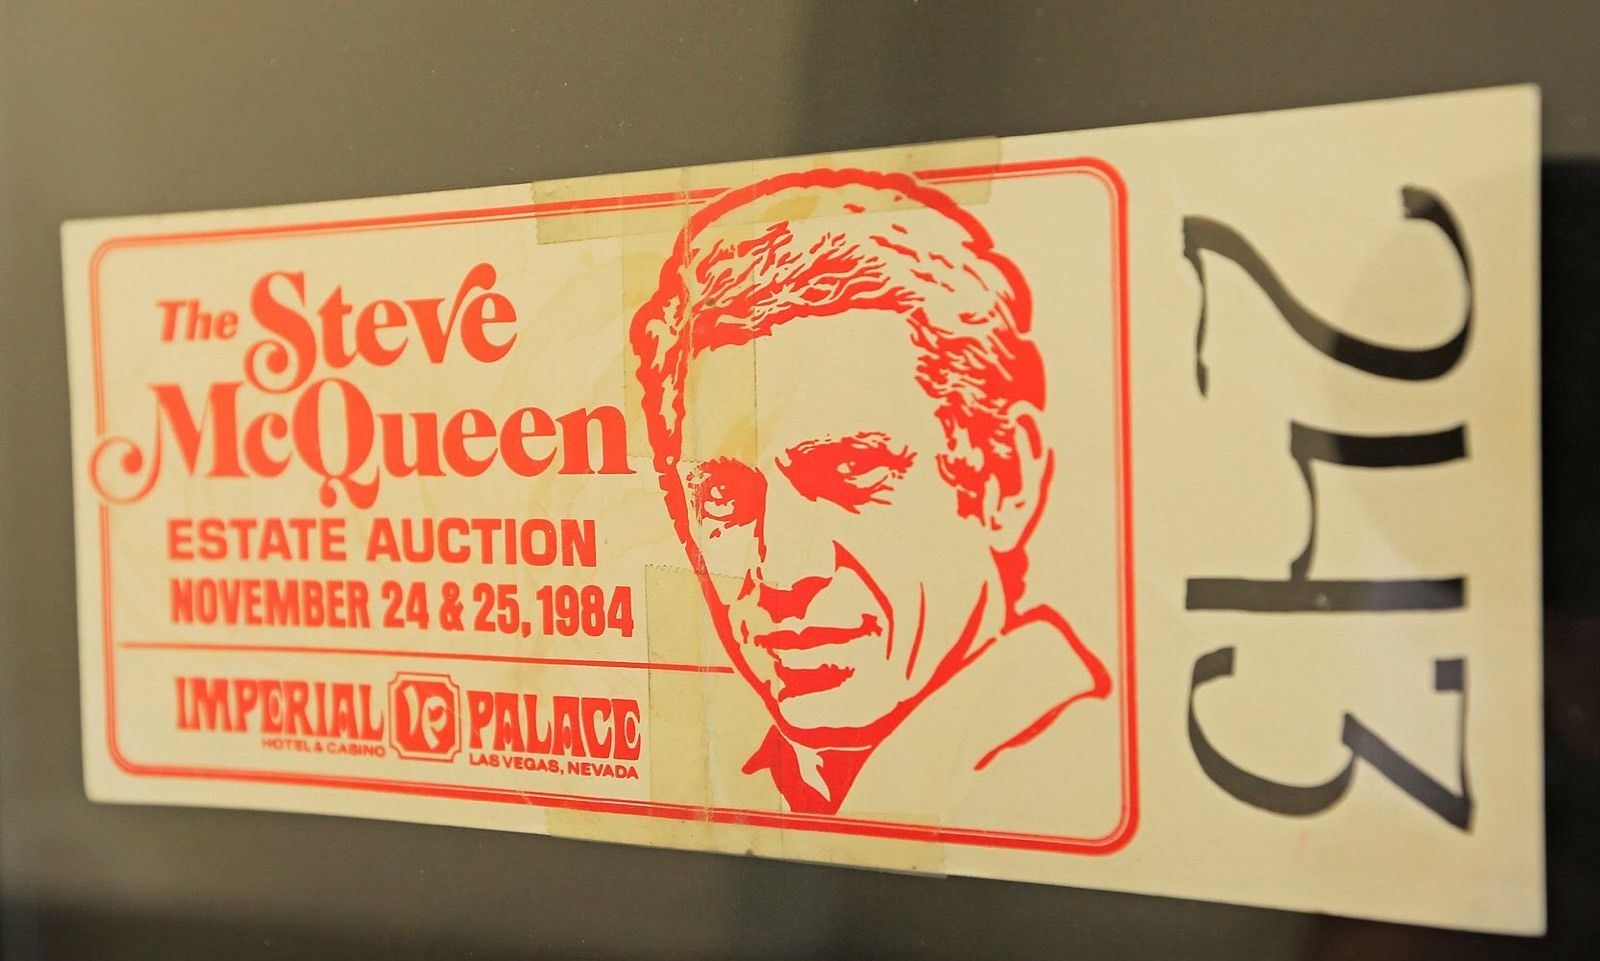 The Steve
McQueen
ESTATE AUCTION
NOVEMBER 24 & 25, 1984
IMPERIAL PALACE
HOTEL & CASINO LAS VEGAS, NEVADA
243